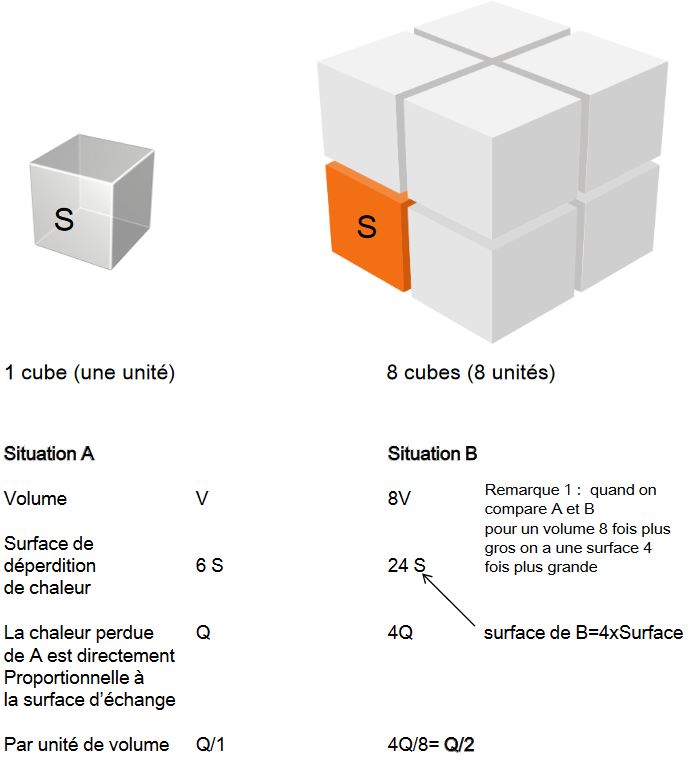 S
S
1 cube (une unité)
8 cubes (8 unités)
Situation A
Situation B
Volume
V
8V
Remarque 1 : quand on
compare A et B
pour un volume 8 fois plus
gros on a une surface 4
fois plus grande
Surface de
déperdition
de chaleur
6 S
24 S
La chaleur perdue
de A est directement
Proportionnelle à
la surface d'échange
Q
4Q
surface de B=4xSurface
Par unité de volume
Q/1
4Q/8= Q/2